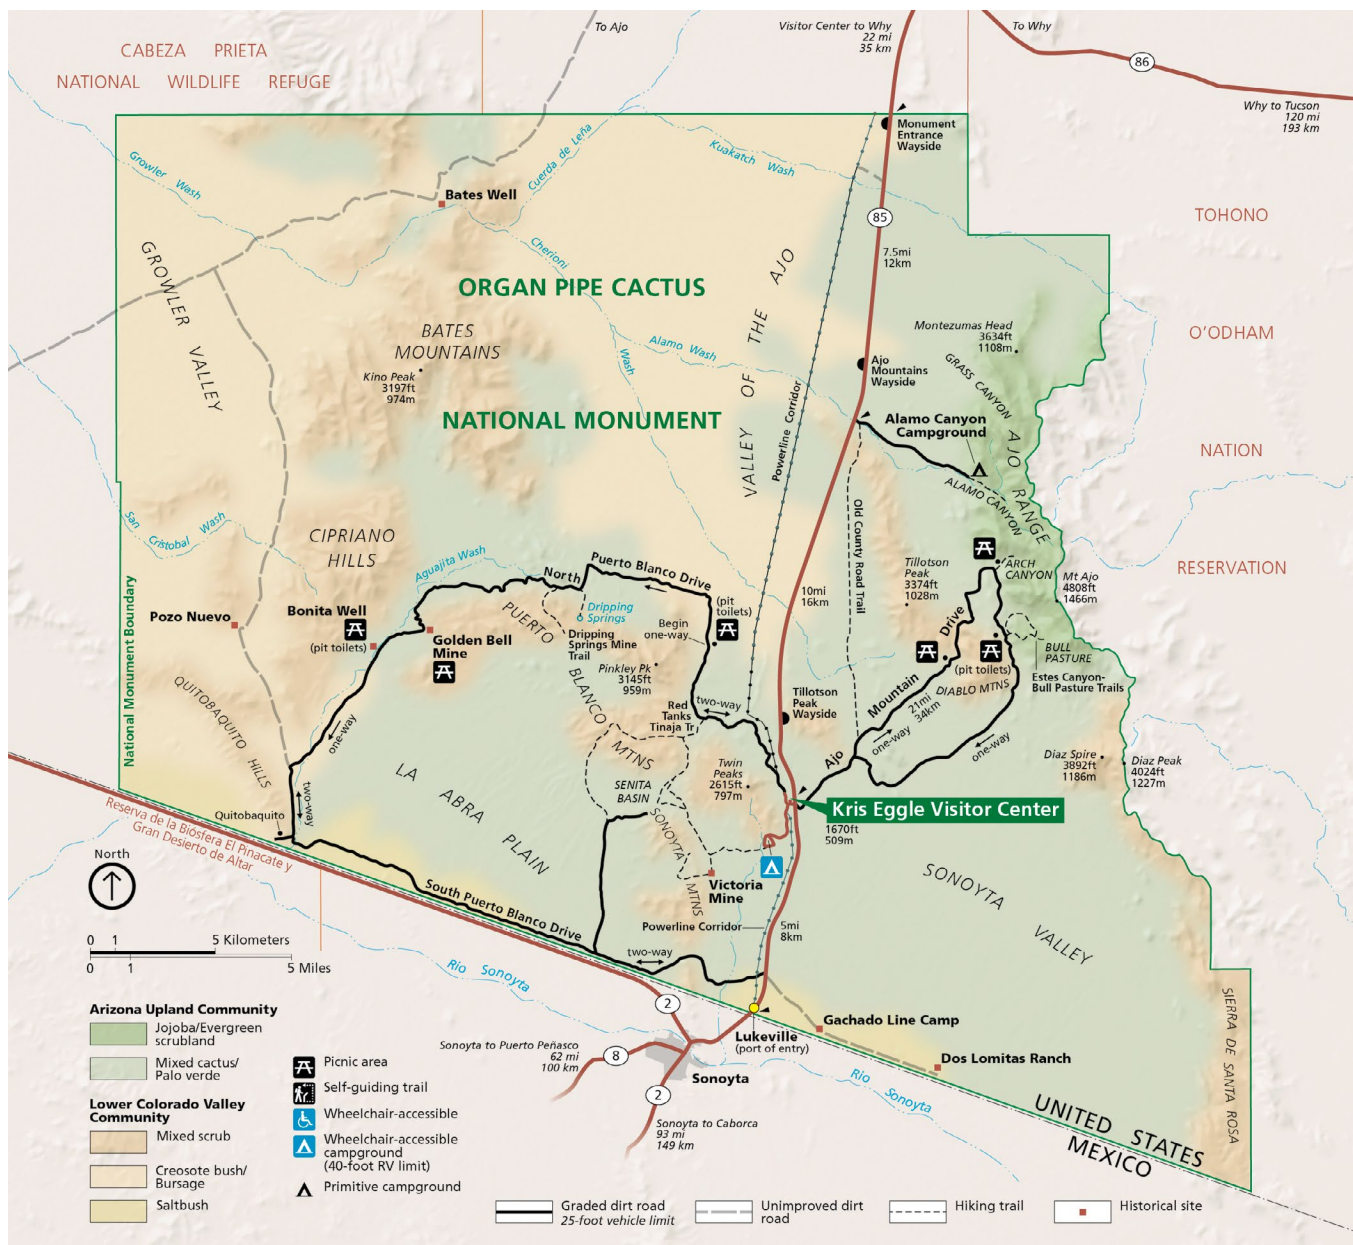 CABEZA PRIETA
NATIONAL WILDLIFE REFUGE
To Ajo
Visitor Center to Why
22 mi
35 km
To Why
86
Why to Tucson
120 mi
193 km
Monument
Entrance
Wayside
Growler Wash
Cuerda de Leña
Kuakatch Wash
Bates Well
85
TOHONO
O'ODHAM
NATION
RESERVATION
GROWLER VALLEY
Cherioni
Wash
7.5mi
12km
ORGAN PIPE CACTUS
NATIONAL MONUMENT
VALLEY OF THE AJO
BATES
MOUNTAINS
Kino Peak
3197ft
974m
Alamo Wash
Powerline Corridor
Montezumas Head
3634ft
1108m
Ajo
Mountains
Wayside
GRASS CANYON
Alamo Canyon
Campground
AJO RANGE
ALAMO CANYON
San
Cristobal Wash
CIPRIANO
HILLS
Old County Road Trail
Aguajita Wash
North
Puerto Blanco Drive
10mi
16km
Tillotson
Peak
3374ft
1028m
ARCH
CANYON
Mt Ajo
4808ft
1466m
National Monument Boundary
Pozo Nuevo
Bonita Well
(pit toilets)
Golden Bell
Mine
PUERTO
BLANCO
MTNS
Dripping
Springs
Dripping
Springs Mine
Trail
Begin
one-way
(pit
toilets)
Pinkley Pk
3145ft
959m
BULL
PASTURE
(pit toilets)
Estes Canyon-
Bull Pasture Trails
DIABLO MTNS
Ajo Mountain Drive
21mi
34km
one-way
one-way
QUITOBAQUITO HILLS
one-way
two-way
Red
Tanks
Tinaja Tr
two-way
Tillotson
Peak
Wayside
Diaz Spire
3892ft
1186m
Diaz Peak
4024ft
1227m
LA ABRA PLAIN
SENITA
BASIN
Twin
Peaks
2615ft
797m
Kris Eggle Visitor Center
1670ft
509m
Reserva de la Biósfera El Pinacate y
Gran Desierto de Altar
Quitobaquito
SONOYTA
MTNS
Victoria
Mine
SONOYTA VALLEY
South Puerto Blanco Drive
Powerline Corridor
5mi
8km
two-way
North
0 1 5 Kilometers
0 1 5 Miles
Rio Sonoyta
2
8
2
Sonoyta to Puerto Peñasco
62 mi
100 km
Lukeville
(port of entry)
Sonoyta
Gachado Line Camp
Dos Lomitas Ranch
Rio Sonoyta
Sonoyta to Caborca
93 mi
149 km
SIERRA DE SANTA ROSA
UNITED STATES
MEXICO
Arizona Upland Community
Jojoba/Evergreen
scrubland
Mixed cactus/
Palo verde
Lower Colorado Valley
Community
Mixed scrub
Creosote bush/
Bursage
Saltbush
Picnic area
Self-guiding trail
Wheelchair-accessible
Wheelchair-accessible
campground
(40-foot RV limit)
Primitive campground
Graded dirt road
25-foot vehicle limit
Unimproved dirt
road
Hiking trail
Historical site